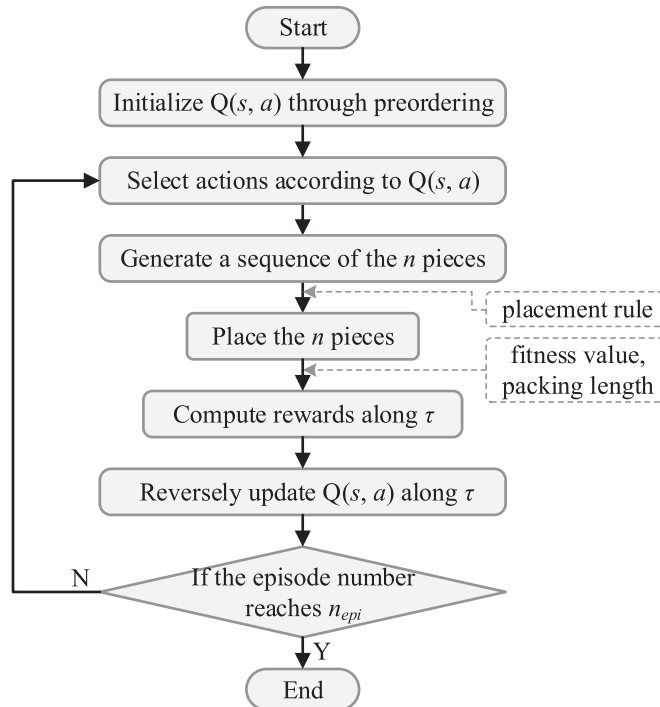 Start
Initialize Q(s, a) through preordering
Select actions according to Q(s, a)
Generate a sequence of the n pieces
placement rule
Place the n pieces
fitness value,
packing length
Compute rewards along τ
Reversely update Q(s, a) along τ
N
If the episode number
reaches n_epi
Y
End